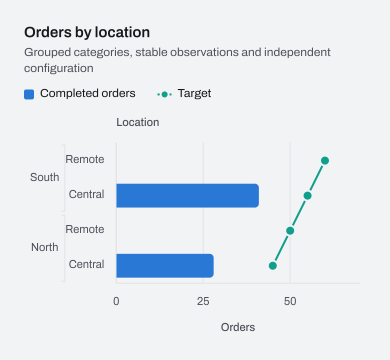 Orders by location
Grouped categories, stable observations and independent
configuration
Completed orders
Target
Location
South
Remote
Central
North
Remote
Central
0
25
50
Orders